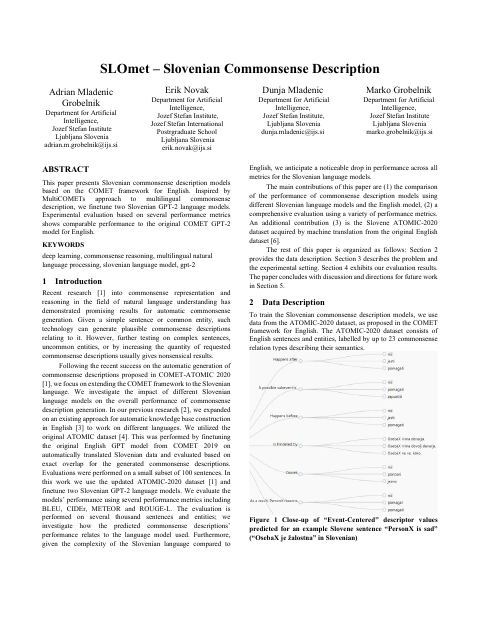 SLOmet – Slovenian Commonsense Description
Adrian Mladenic
Grobelnik
Department for Artificial
Intelligence,
Jozef Stefan Institute
Ljubljana Slovenia
adrian.m.grobelnik@ijs.si
Erik Novak
Department for Artificial
Intelligence,
Jozef Stefan Institute,
Jozef Stefan International
Postgraduate School
Ljubljana Slovenia
erik.novak@ijs.si
Dunja Mladenic
Department for Artificial
Intelligence,
Jozef Stefan Institute,
Ljubljana Slovenia
dunja.mladenic@ijs.si
Marko Grobelnik
Department for Artificial
Intelligence,
Jozef Stefan Institute,
Ljubljana Slovenia
marko.grobelnik@ijs.si
ABSTRACT
This paper presents Slovenian commonsense description models
based on the COMET framework for English. Inspired by
MultiCOMETs approach to multilingual commonsense
description, we finetune two Slovenian GPT-2 language models.
Experimental evaluation based on several performance metrics
shows comparable performance to the original COMET GPT-2
model for English.
KEYWORDS
deep learning, commonsense reasoning, multilingual natural
language processing, slovenian language model, gpt-2
1 Introduction
Recent research [1] into commonsense representation and
reasoning in the field of natural language understanding has
demonstrated promising results for automatic commonsense
generation. Given a simple sentence or common entity, such
technology can generate plausible commonsense descriptions
relating to it. However, further testing on complex sentences,
uncommon entities, or by increasing the quantity of requested
commonsense descriptions usually gives nonsensical results.
Following the recent success on the automatic generation of
commonsense descriptions proposed in COMET-ATOMIC 2020
[1], we focus on extending the COMET framework to the Slovenian
language. We investigate the impact of different Slovenian
language models on the overall performance of commonsense
description generation. In our previous research [2], we expanded
on an existing approach for automatic knowledge base construction
in English [3] to work on different languages. We utilized the
original ATOMIC dataset [4]. This was performed by finetuning
the original English GPT model from COMET 2019 on
automatically translated Slovenian data and evaluated based on
exact overlap for the generated commonsense descriptions.
Evaluations were performed on a small subset of 100 sentences. In
this work we use the updated ATOMIC-2020 dataset [1] and
finetune two Slovenian GPT-2 language models. We evaluate the
models' performance using several performance metrics including
BLEU, CIDEr, METEOR and ROUGE-L. The evaluation is
performed on several thousand sentences and entities; we
investigate how the predicted commonsense descriptions'
performance relates to the language model used. Furthermore,
given the complexity of the Slovenian language compared to
English, we anticipate a noticeable drop in performance across all
metrics for the Slovenian language models.
The main contributions of this paper are (1) the comparison
of the performance of commonsense description models using
different Slovenian language models and the English model, (2) a
comprehensive evaluation using a variety of performance metrics.
An additional contribution (3) is the Slovene ATOMIC-2020
dataset acquired by machine translation from the original English
dataset [6].
The rest of this paper is organized as follows: Section 2
provides the data description. Section 3 describes the problem and
the experimental setting. Section 4 exhibits our evaluation results.
The paper concludes with discussion and directions for future work
in Section 5.
2 Data Description
To train the Slovenian commonsense models, we use
data from the ATOMIC-2020 dataset, as proposed in the COMET
framework for English. The ATOMIC-2020 dataset consists of
English sentences and entities, labelled by up to 23 commonsense
relation types describing their semantics.
Happens after
nič
jesti
pomagati
nič
pomagati
Happens before
nič
jesti
pomagati
Is hindered by
Causes
nič
jesti
As a result, PersonX reasons
nič
pomagati
Figure 1 Close-up of "Event-Centered" descriptor values
predicted for an example Slovene sentence "PersonX is sad"
("OsebaX je žalostna" in Slovenian)